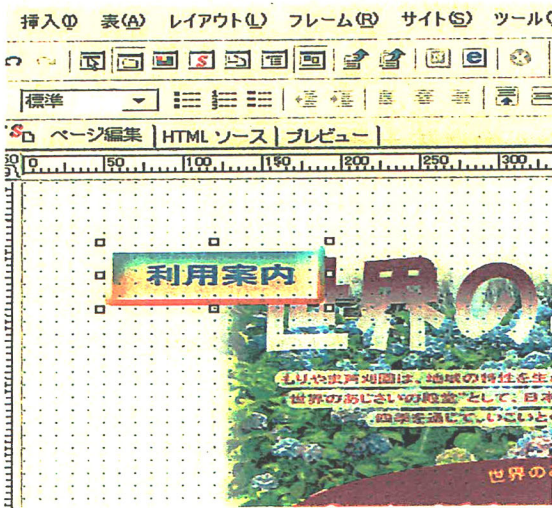 挿入(I) 表(A) レイアウト(L) フレーム(R) サイト(S) ツール(
標準
ページ編集 HTML ソース プレビュー
0 50 100 150 200 250 300
利用案内
世界の
もりやま芦刈園は、地域の特性を生
世界のあじさいの殿堂"として、日本
四季を通じて、いこいと
世界の